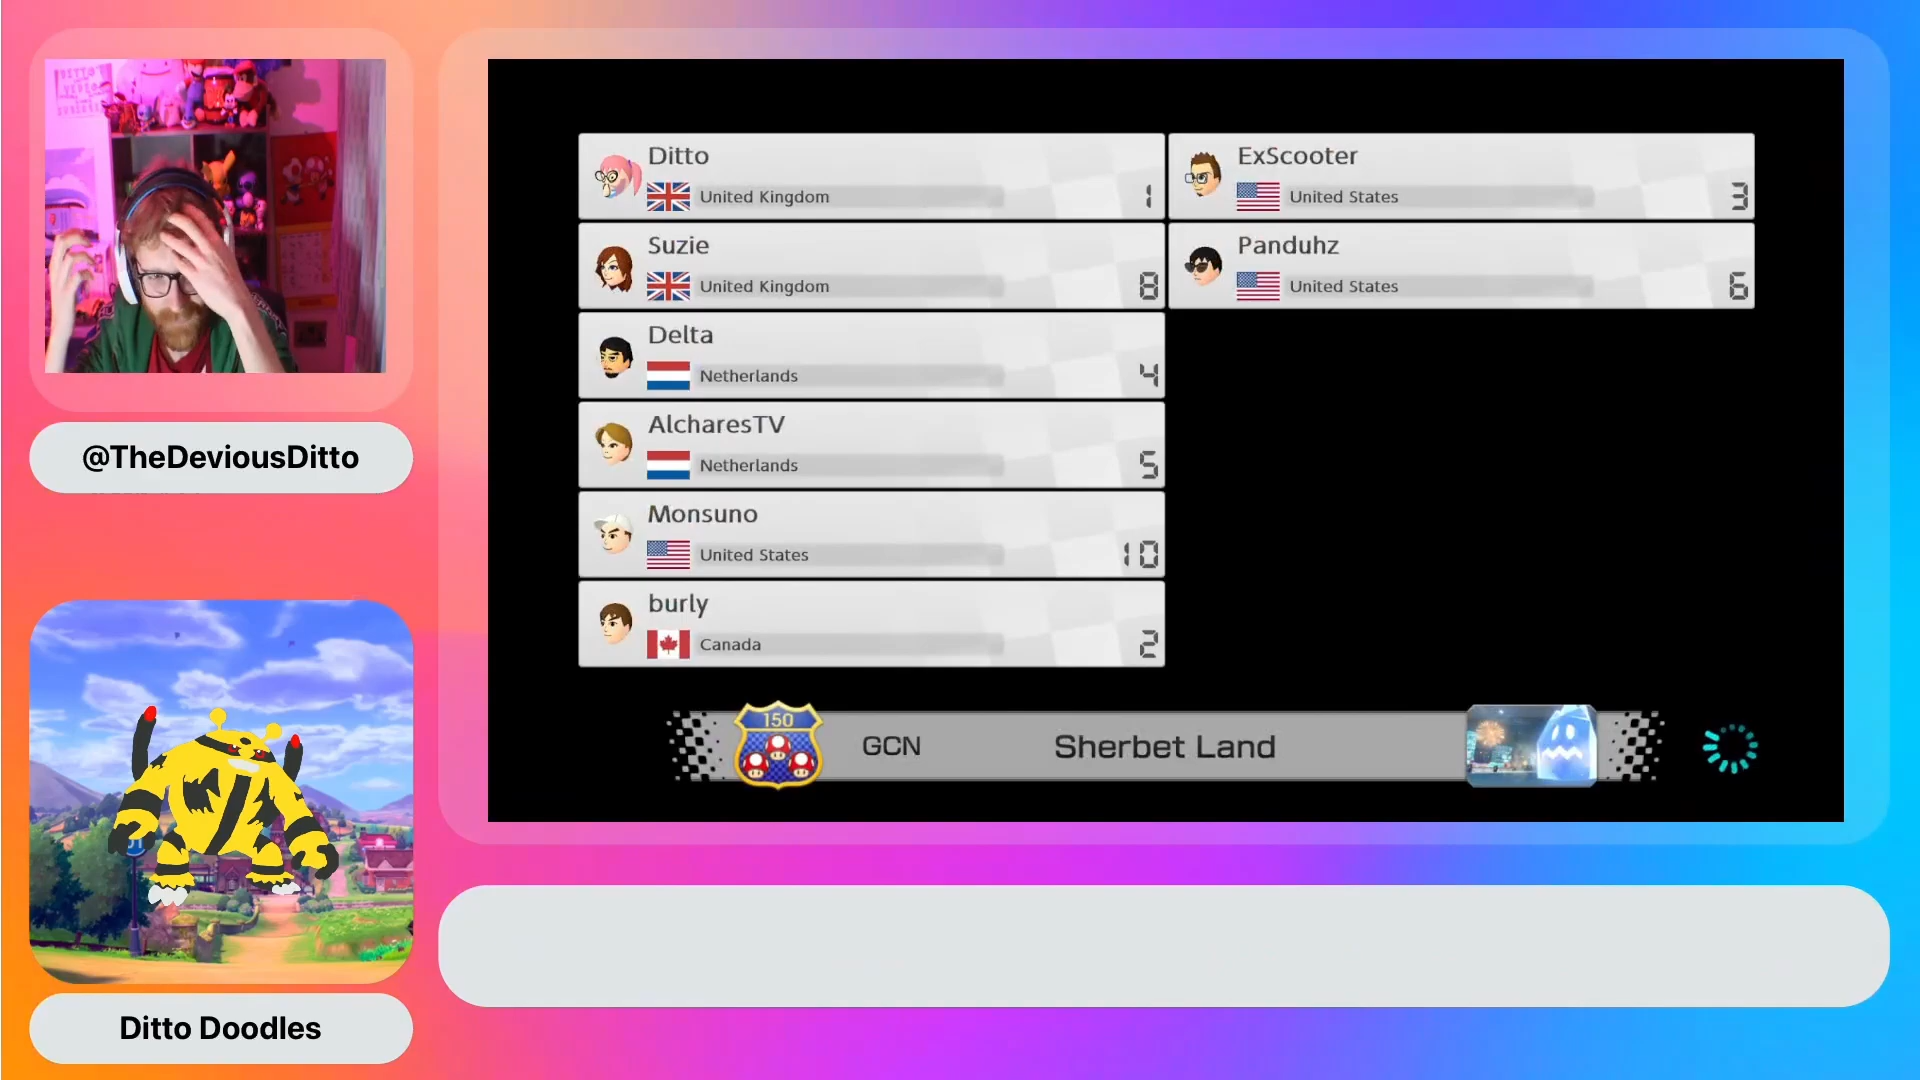 @TheDeviousDitto
Ditto Doodles
Ditto
United Kingdom
1
Suzie
United Kingdom
8
Delta
Netherlands
4
AlcharesTV
Netherlands
5
Monsuno
United States
10
burly
Canada
2
ExScooter
United States
3
Panduhz
United States
6
150
GCN
Sherbet Land